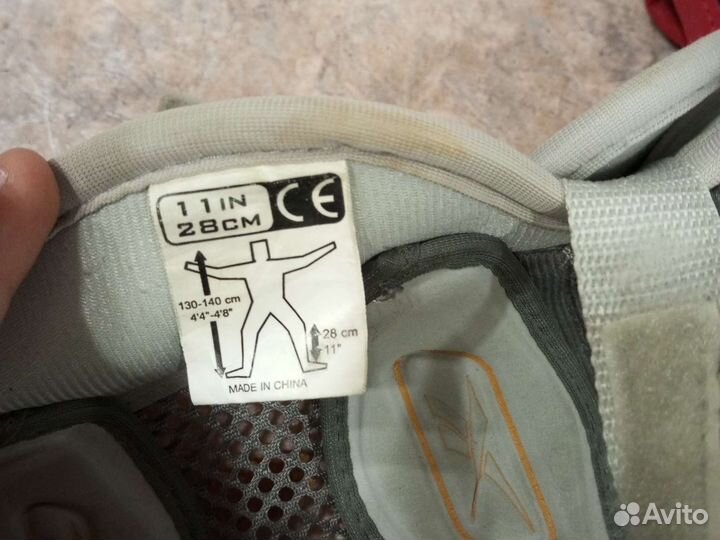 11 IN
28 CM
CE
130-140 cm
4'4"-4'8"
28 cm
11"
MADE IN CHINA
Avito